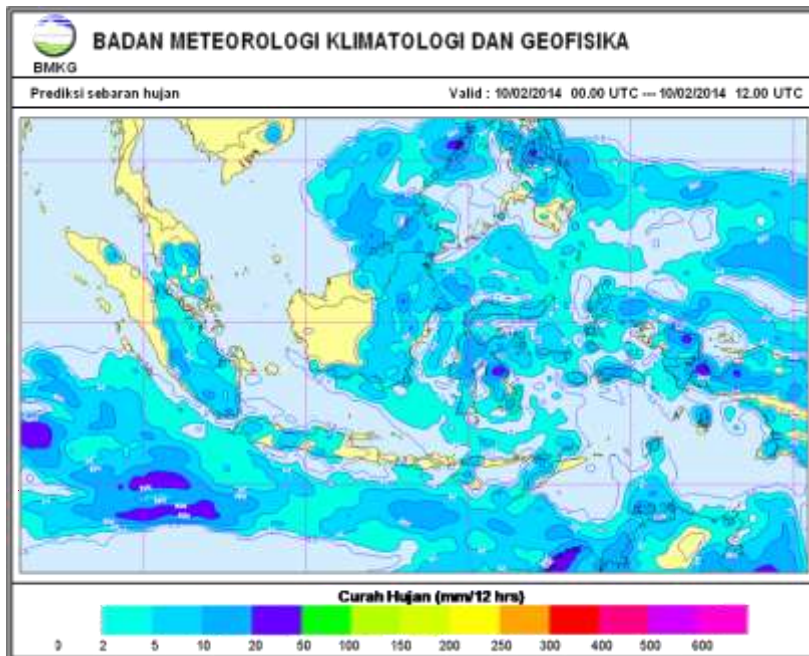 BADAN METEOROLOGI KLIMATOLOGI DAN GEOFISIKA
BMKG
Prediksi sebaran hujan
Valid : 10/02/2014 00.00 UTC --- 10/02/2014 12.00 UTC
Curah Hujan (mm/12 hrs)
0 2 5 10 20 50 100 150 200 250 300 400 500 600